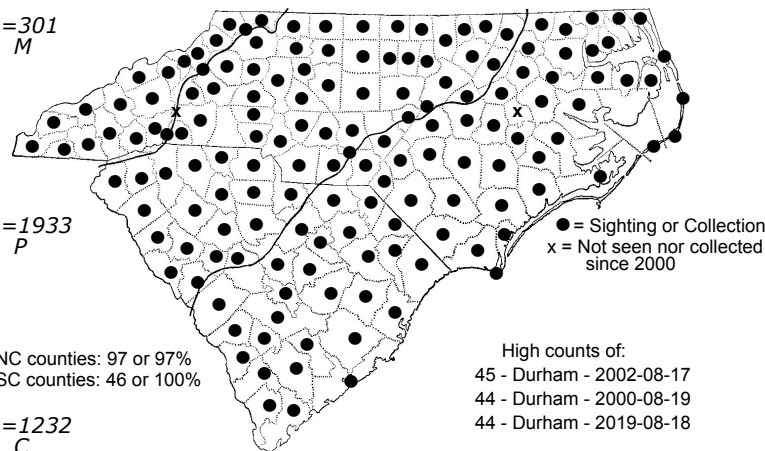 =301
M
=1933
P
● = Sighting or Collection
x = Not seen nor collected
since 2000
NC counties: 97 or 97%
SC counties: 46 or 100%
=1232
C
High counts of:
45 - Durham - 2002-08-17
44 - Durham - 2000-08-19
44 - Durham - 2019-08-18
x
x